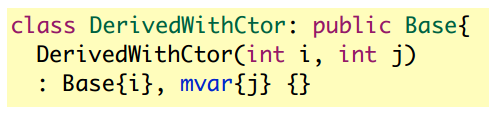 class DerivedWithCtor: public Base{
DerivedWithCtor(int i, int j)
: Base{i}, mvar{j} {}